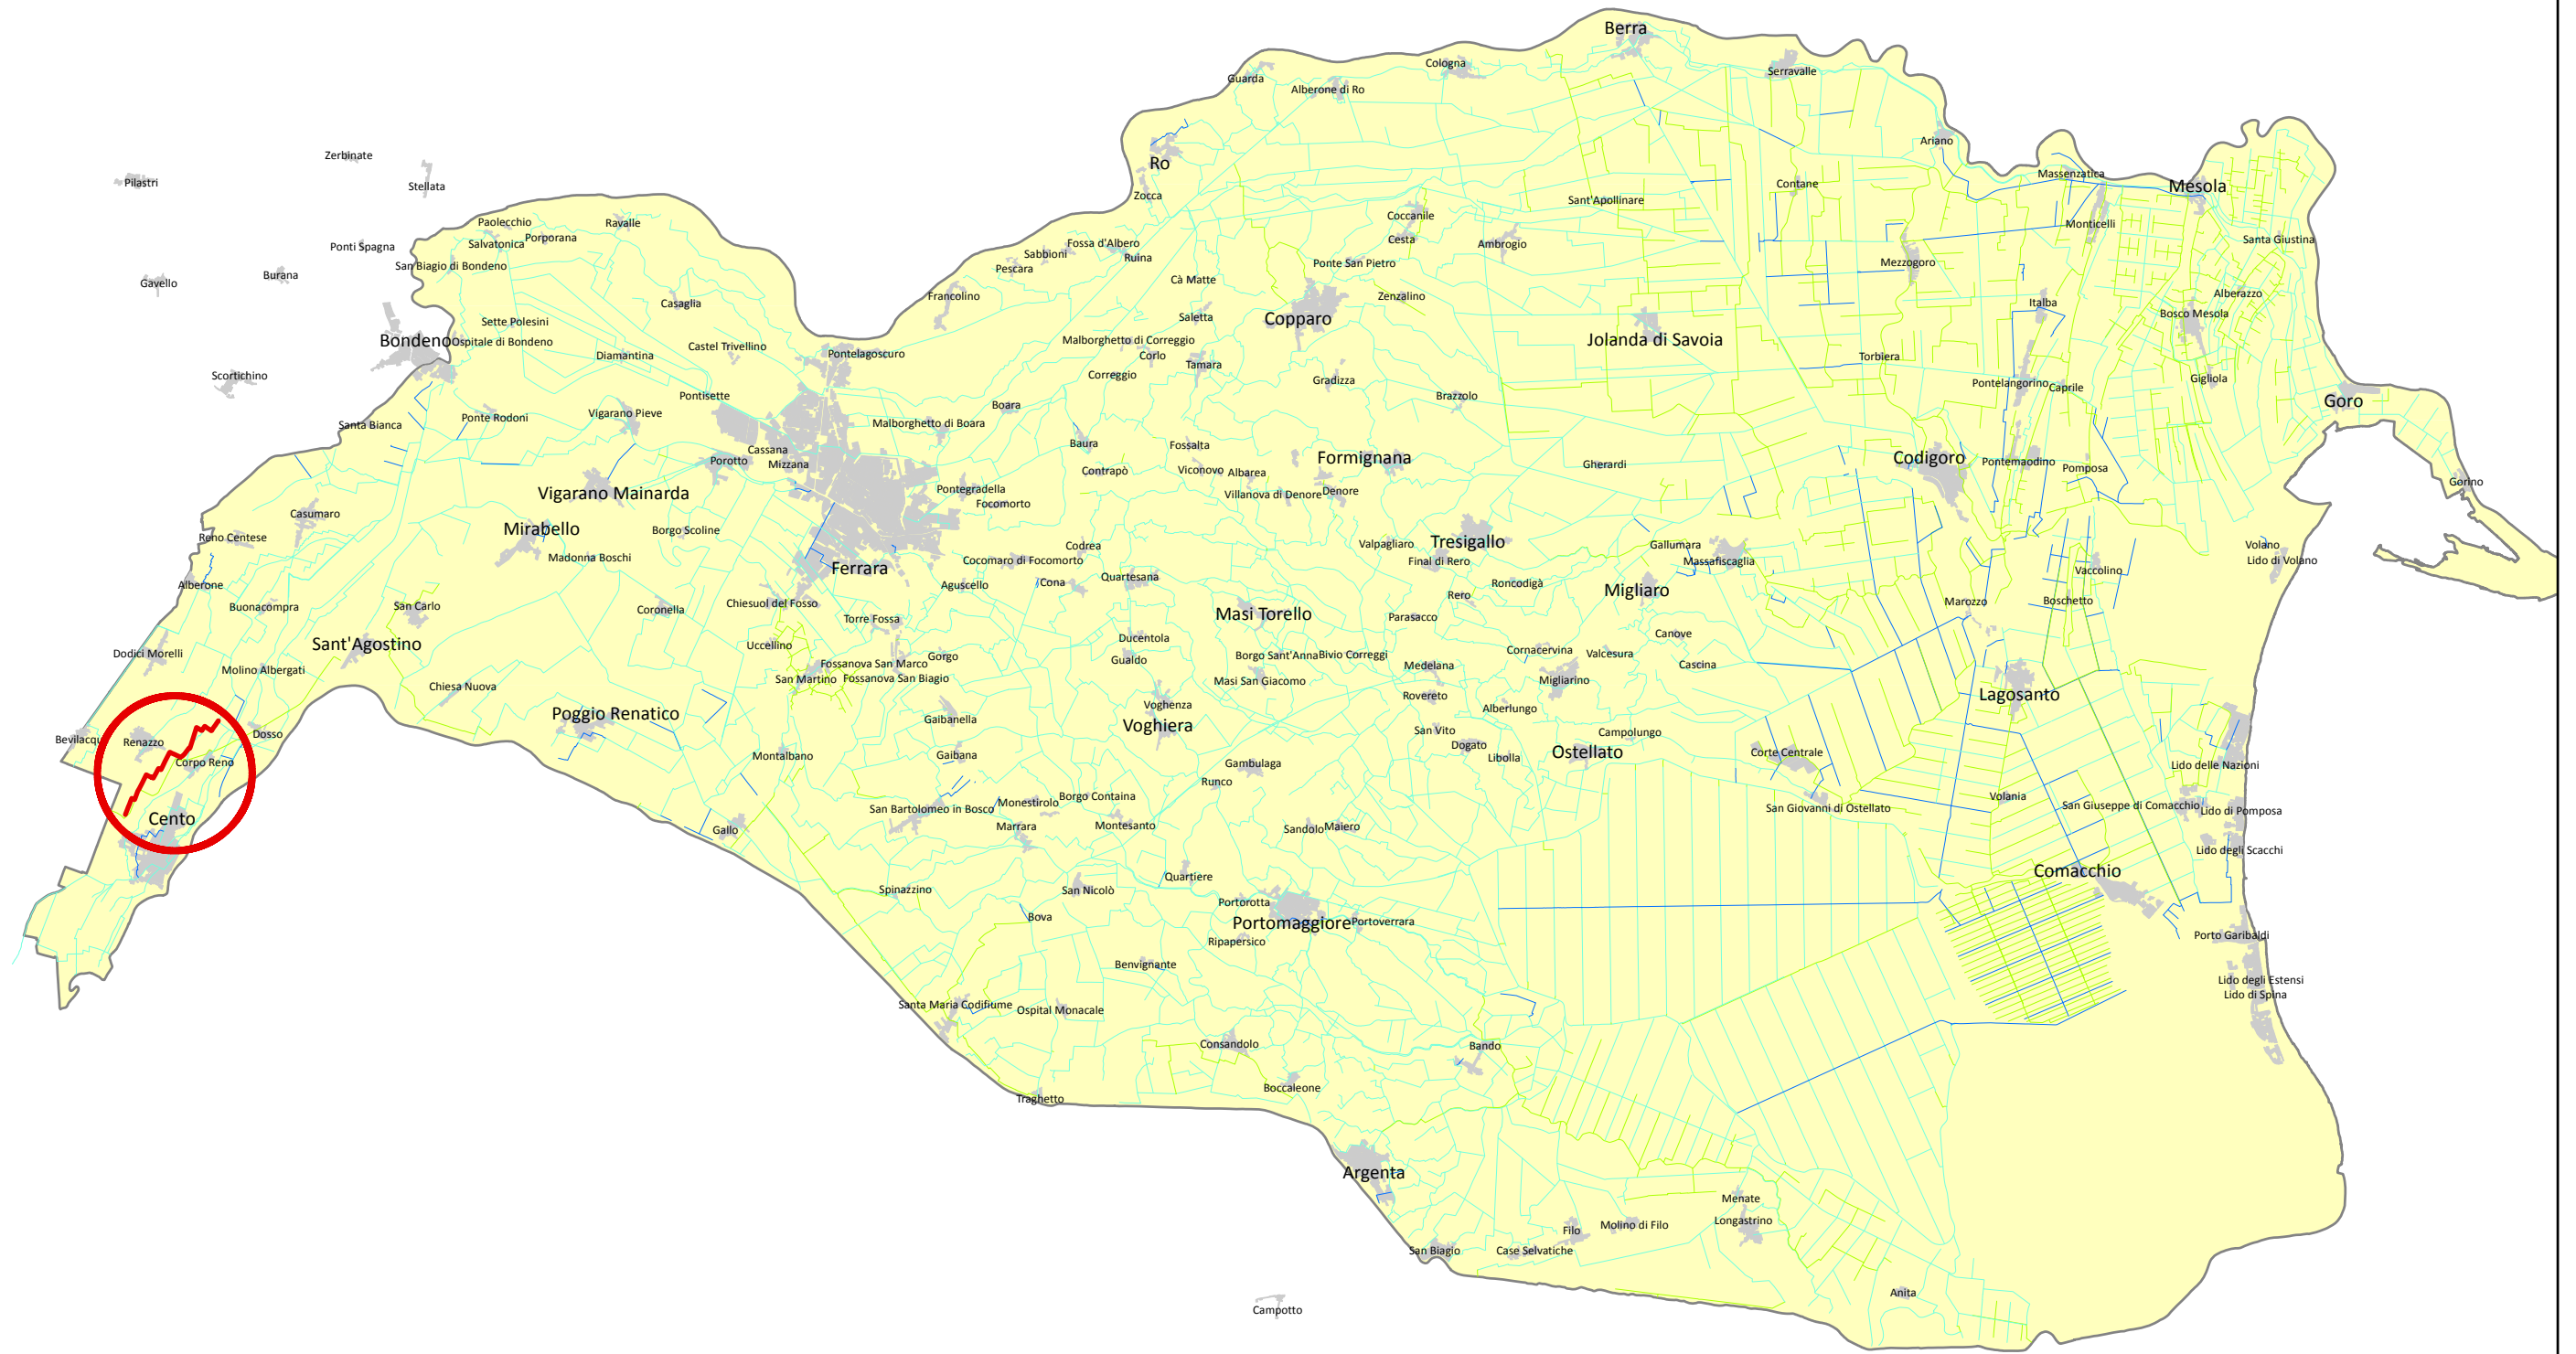 Berra
Cologna
Serravalle
Guarda
Alberone di Ro
Ariano
Zerbinate
Ro
Massenzatica
Pilastri
Stellata
Contane
Mesola
Zocca
Sant'Apollinare
Paolecchio
Ravalle
Coccanile
Monticelli
Salvatonica
Porporana
Ponti Spagna
Fossa d'Albero
Cesta
Ambrogio
Santa Giustina
Sabbioni
Ruina
San Biagio di Bondeno
Pescara
Ponte San Pietro
Mezzogoro
Burana
Gavello
Cà Matte
Francolino
Zenzalino
Alberazzo
Casaglia
Italba
Sette Polesini
Saletta
Copparo
Bosco Mesola
Bondeno
Ospitale di Bondeno
Malborghetto di Correggio
Jolanda di Savoia
Castel Trivellino
Diamantina
Pontelagoscuro
Corlo
Torbiera
Tamara
Scortichino
Correggio
Gradizza
Gigliola
Pontelangorino
Caprile
Pontisette
Brazzolo
Goro
Boara
Vigarano Pieve
Ponte Rodoni
Santa Bianca
Malborghetto di Boara
Baura
Fossalta
Cassana
Porotto
Mizzana
Formignana
Codigoro
Pontemaodino
Pomposa
Gherardi
Contrapò
Viconovo
Albarea
Gorino
Vigarano Mainarda
Pontegradella
Villanova di Denore
Denore
Focomorto
Casumaro
Mirabello
Borgo Scoline
Reno Centese
Tresigallo
Valpagliaro
Gallumara
Volano
Codrea
Madonna Boschi
Cocomaro di Focomorto
Final di Rero
Massafiscaglia
Lido di Volano
Ferrara
Vaccolino
Quartesana
Alberone
Aguscello
Cona
Roncodigà
Migliaro
Rero
Buonacompra
San Carlo
Coronella
Chiesuol del Fosso
Marozzo
Boschetto
Masi Torello
Torre Fossa
Parasacco
Canove
Sant'Agostino
Uccellino
Ducentola
Cornacervina
Valcesura
Dodici Morelli
Gorgo
Gualdo
Borgo Sant'Anna
Bivio Correggi
Molino Albergati
Fossanova San Marco
Medelana
Cascina
San Martino
Fossanova San Biagio
Masi San Giacomo
Migliarino
Chiesa Nuova
Rovereto
Lagosanto
Voghenza
Alberlungo
Poggio Renatico
Gaibanella
Voghiera
San Vito
Campolungo
Dosso
Bevilacqu
Renazzo
Dogato
Ostellato
Corte Centrale
Montalbano
Gaibana
Libolla
Corpo Reno
Gambulaga
Lido delle Nazioni
Runco
Borgo Containa
Volania
San Bartolomeo in Bosco
Monestirolo
San Giovanni di Ostellato
San Giuseppe di Comacchio
Lido di Pomposa
Cento
Gallo
Marrara
Montesanto
Sandolo
Maiero
Lido degli Scacchi
Comacchio
Quartiere
Spinazzino
San Nicolò
Portorotta
Bova
Portomaggiore
Portoverrara
Porto Garibaldi
Ripapersico
Benvignante
Lido degli Estensi
Lido di Spina
Santa Maria Codifiume
Ospital Monacale
Consandolo
Bando
Boccaleone
Traghetto
Argenta
Menate
Longastrino
Filo
Molino di Filo
San Biagio
Case Selvatiche
Anita
Campotto